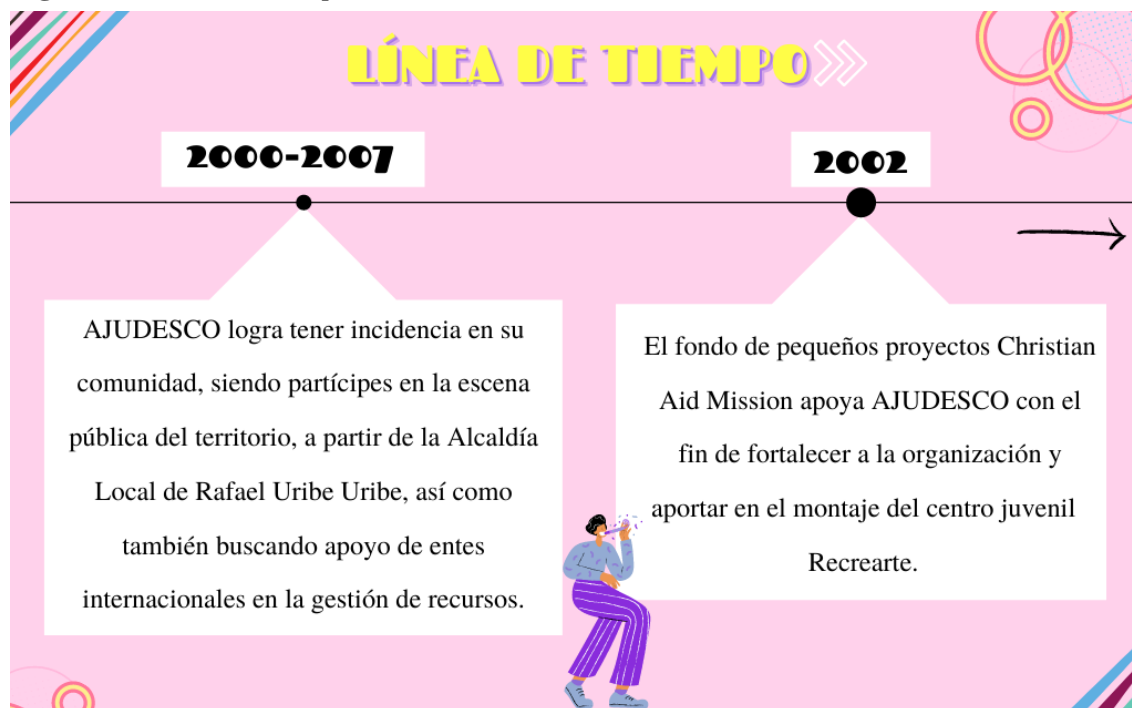 LÍNEA DE TIEMPO
2000-2007
AJUDESCO logra tener incidencia en su
comunidad, siendo partícipes en la escena
pública del territorio, a partir de la Alcaldía
Local de Rafael Uribe Uribe, así como
también buscando apoyo de entes
internacionales en la gestión de recursos.
2002
El fondo de pequeños proyectos Christian
Aid Mission apoya AJUDESCO con el
fin de fortalecer a la organización y
aportar en el montaje del centro juvenil
Recrearte.